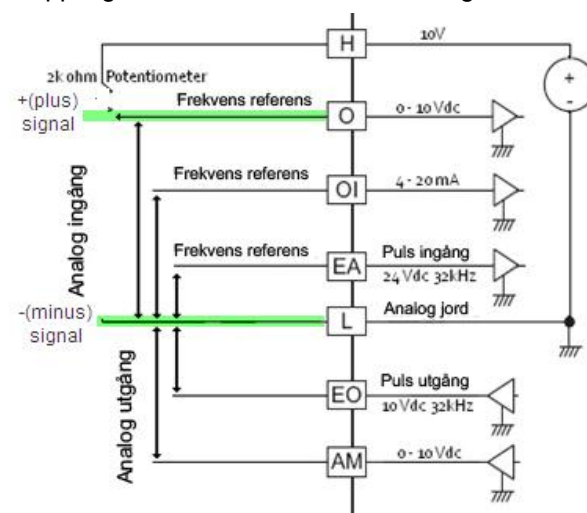 H
10V
2k ohm Potentiometer
+(plus)
signal
Frekvens referens
O
0 - 10 Vdc
Frekvens referens
OI
4 - 20 mA
Analog ingång
Frekvens referens
EA
Puls ingång
24 Vdc 32kHz
-(minus)
signal
L
Analog jord
Analog utgång
EO
Puls utgång
10 Vdc 32kHz
AM
0 - 10 Vdc
+
-